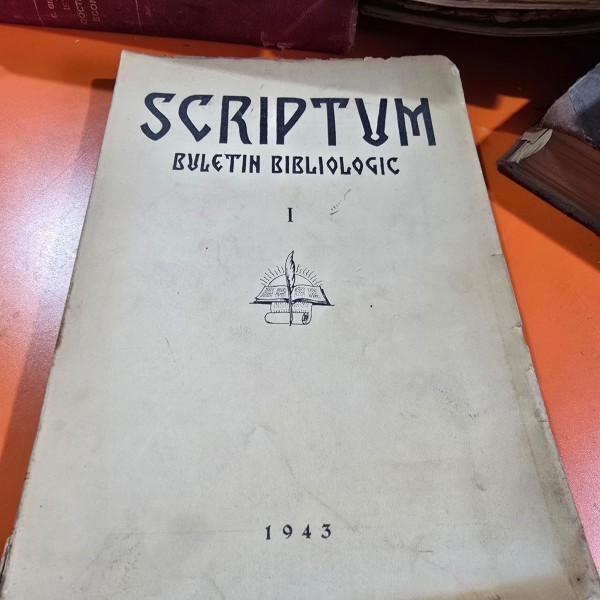 SCRIPTUM
BULETIN BIBLIOLOGIC
I
1943